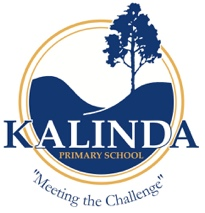 KALINDA
PRIMARY SCHOOL
"Meeting the Challenge"